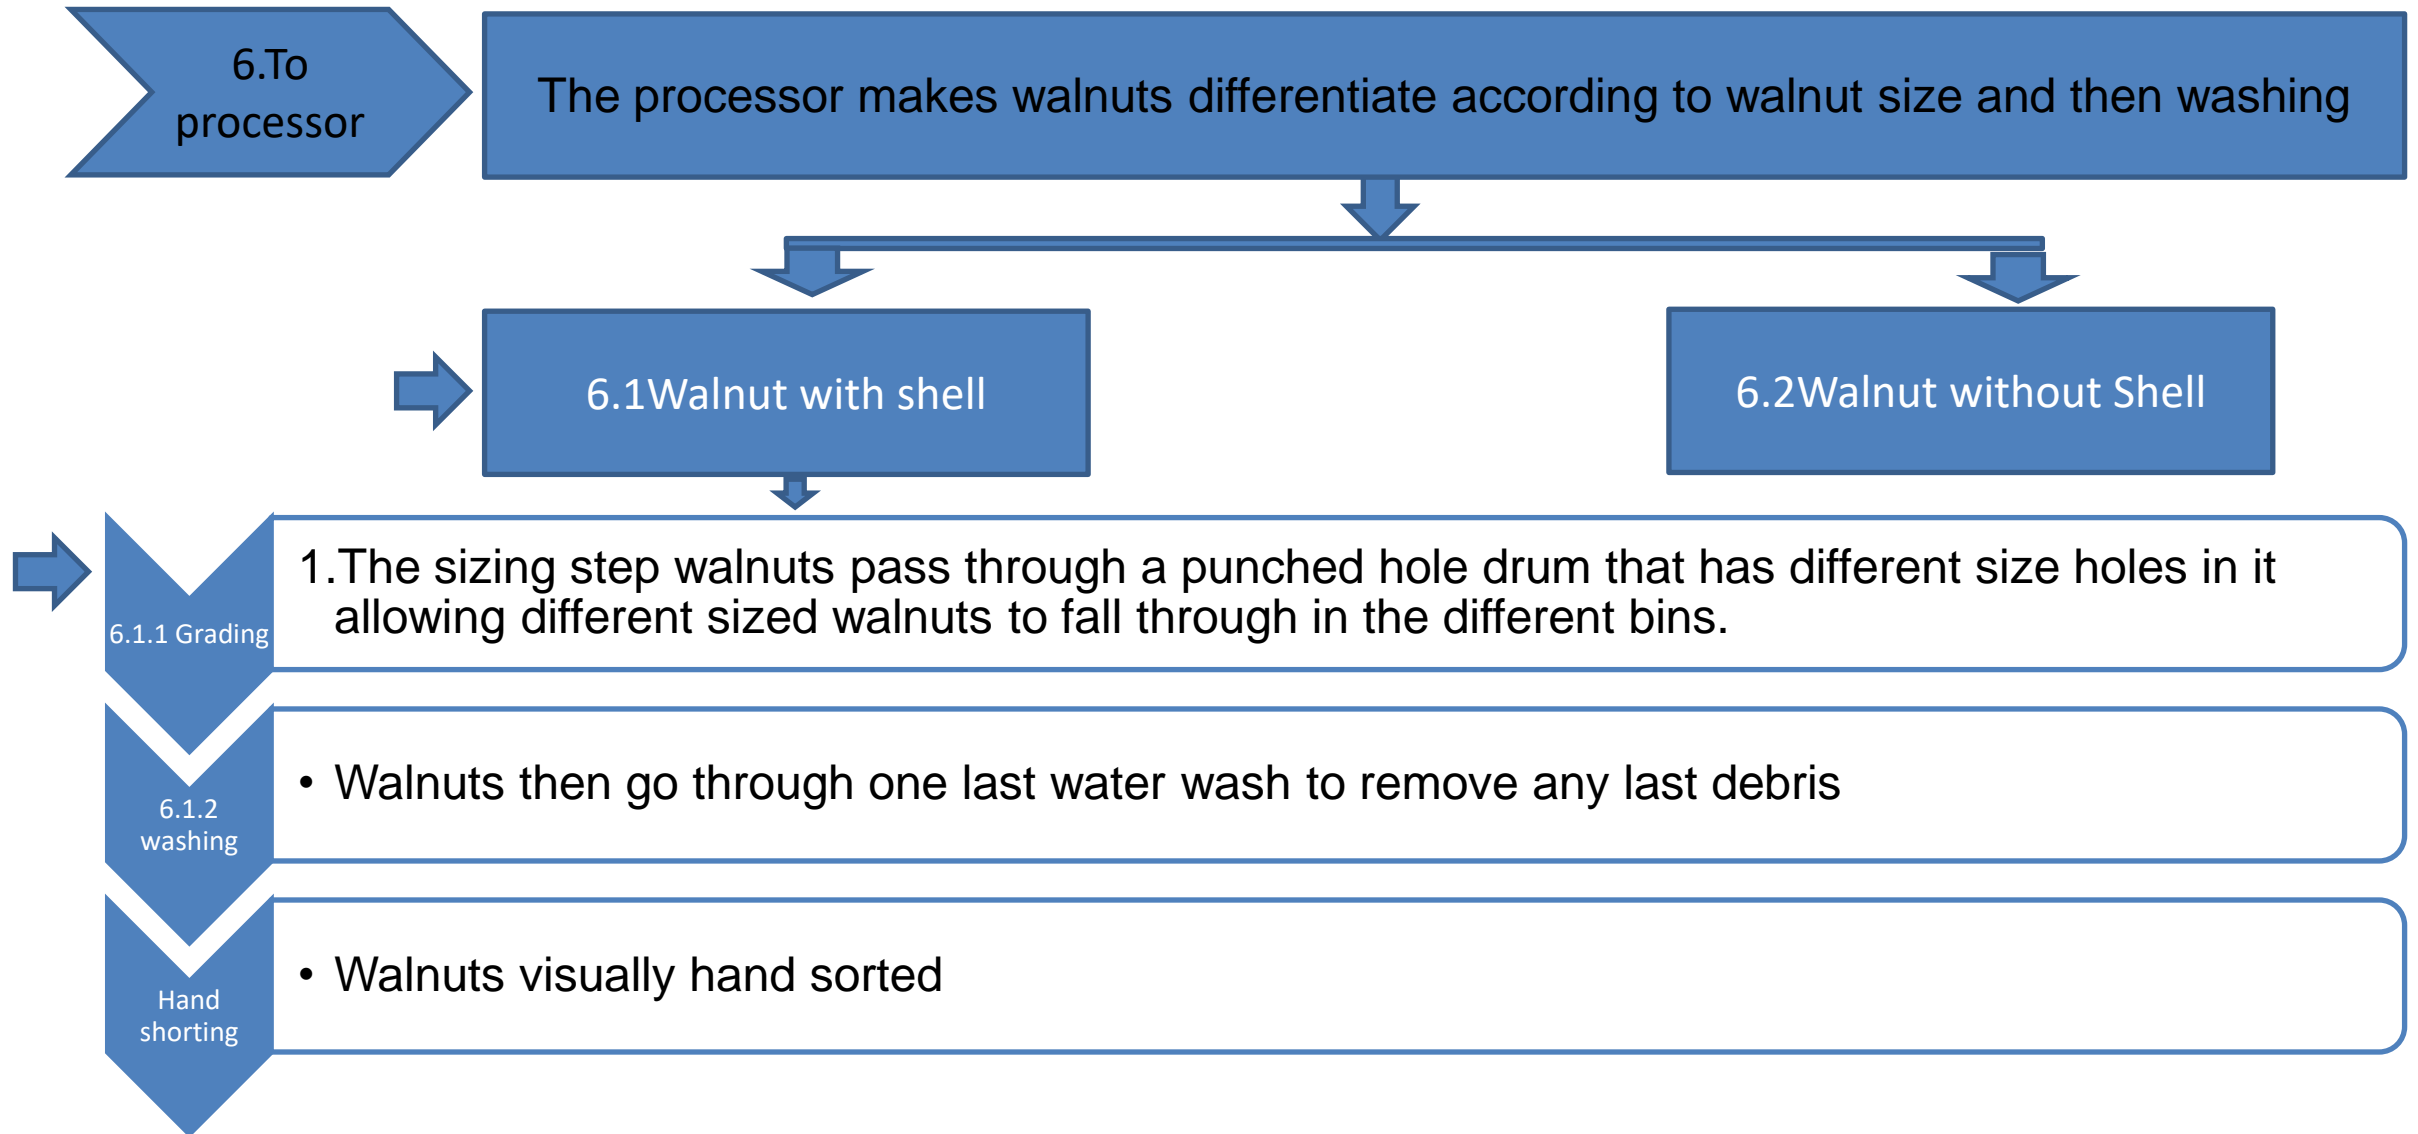 6.To
processor
The processor makes walnuts differentiate according to walnut size and then washing
6.1Walnut with shell
6.2Walnut without Shell
6.1.1 Grading
1.The sizing step walnuts pass through a punched hole drum that has different size holes in it
allowing different sized walnuts to fall through in the different bins.
6.1.2
washing
• Walnuts then go through one last water wash to remove any last debris
Hand
shorting
• Walnuts visually hand sorted